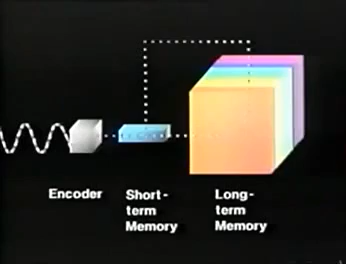 Encoder
Short-
term
Memory
Long-
term
Memory